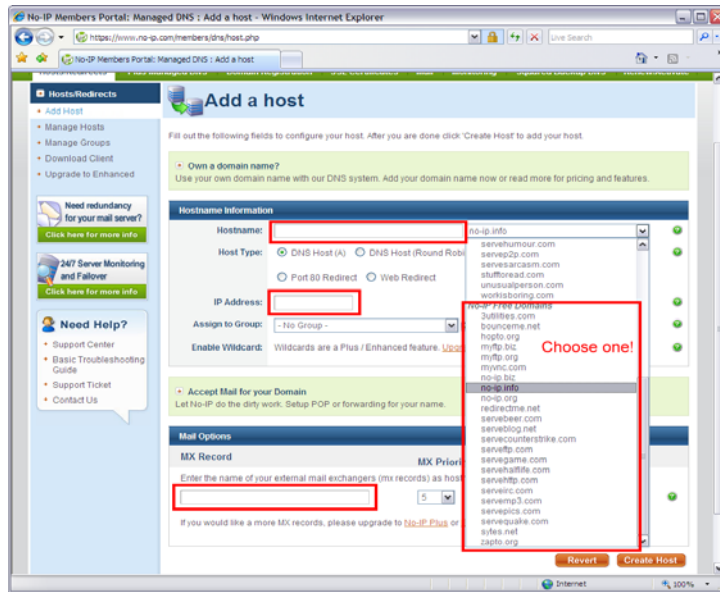 No-IP Members Portal: Managed DNS : Add a host - Windows Internet Explorer
https://www.no-ip.com/members/dns/host.php
Live Search
No-IP Members Portal: Managed DNS : Add a host
Hosts/Redirects
Add Host
Manage Hosts
Manage Groups
Download Client
Upgrade to Enhanced
Need redundancy
for your mail server?
Click here for more info
24/7 Server Monitoring
and Failover
Click here for more info
Need Help?
Support Center
Basic Troubleshooting
Guide
Support Ticket
Contact Us
Add a host
Fill out the following fields to configure your host. After you are done click 'Create Host' to add your host.
Own a domain name?
Use your own domain name with our DNS system. Add your domain name now or read more for pricing and features.
Hostname Information
Hostname:
no-ip.info
Host Type:
DNS Host (A)
DNS Host (Round Robi
Port 80 Redirect
Web Redirect
IP Address:
Assign to Group:
- No Group -
Enable Wildcard:
Wildcards are a Plus / Enhanced feature.
servehumour.com
servep2p.com
servesarcasm.com
stufftoread.com
unusualperson.com
workisboring.com
No-IP Free Domains
3utilities.com
bounceme.net
hopto.org
myftp.biz
myftp.org
myvnc.com
no-ip.biz
no-ip.info
no-ip.org
redirectme.net
servebeer.com
serveblog.net
servecounterstrike.com
serveftp.com
servegame.com
servehalflife.com
servehttp.com
serveirc.com
servemp3.com
servepics.com
servequake.com
sytes.net
zapto.org
Choose one!
Accept Mail for your Domain
Let No-IP do the dirty work. Setup POP or forwarding for your name.
Mail Options
MX Record
MX Priori
Enter the name of your external mail exchangers (mx records) as host
5
If you would like a more MX records, please upgrade to No-IP Plus or
Revert
Create Host
Internet
100%